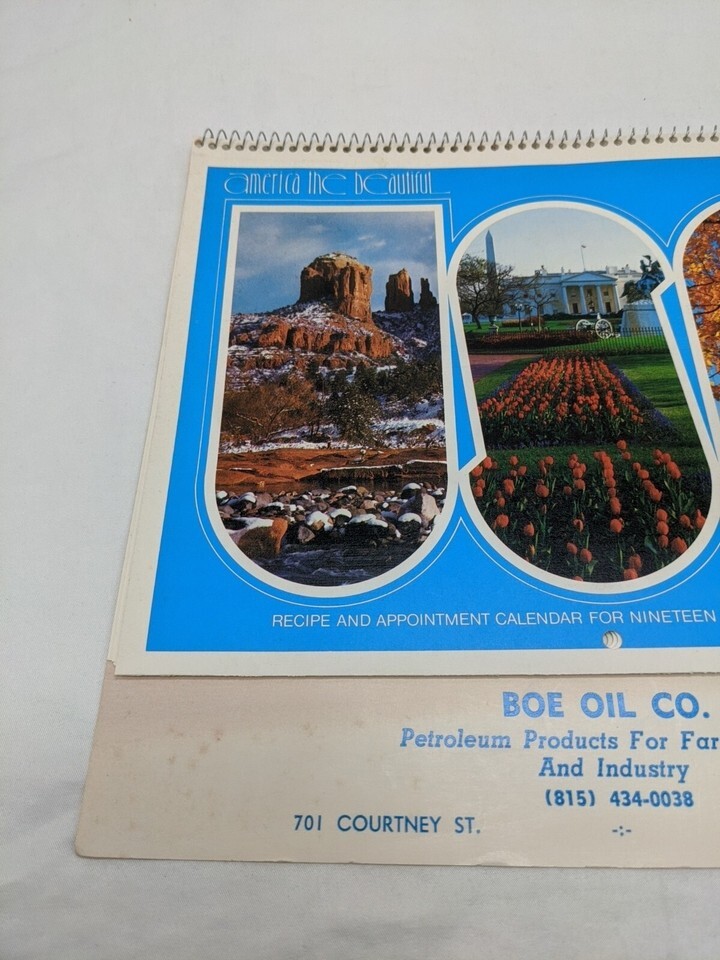 america the beautiful
RECIPE AND APPOINTMENT CALENDAR FOR NINETEEN
BOE OIL CO.
Petroleum Products For Far
And Industry
(815) 434-0038
701 COURTNEY ST. -:-